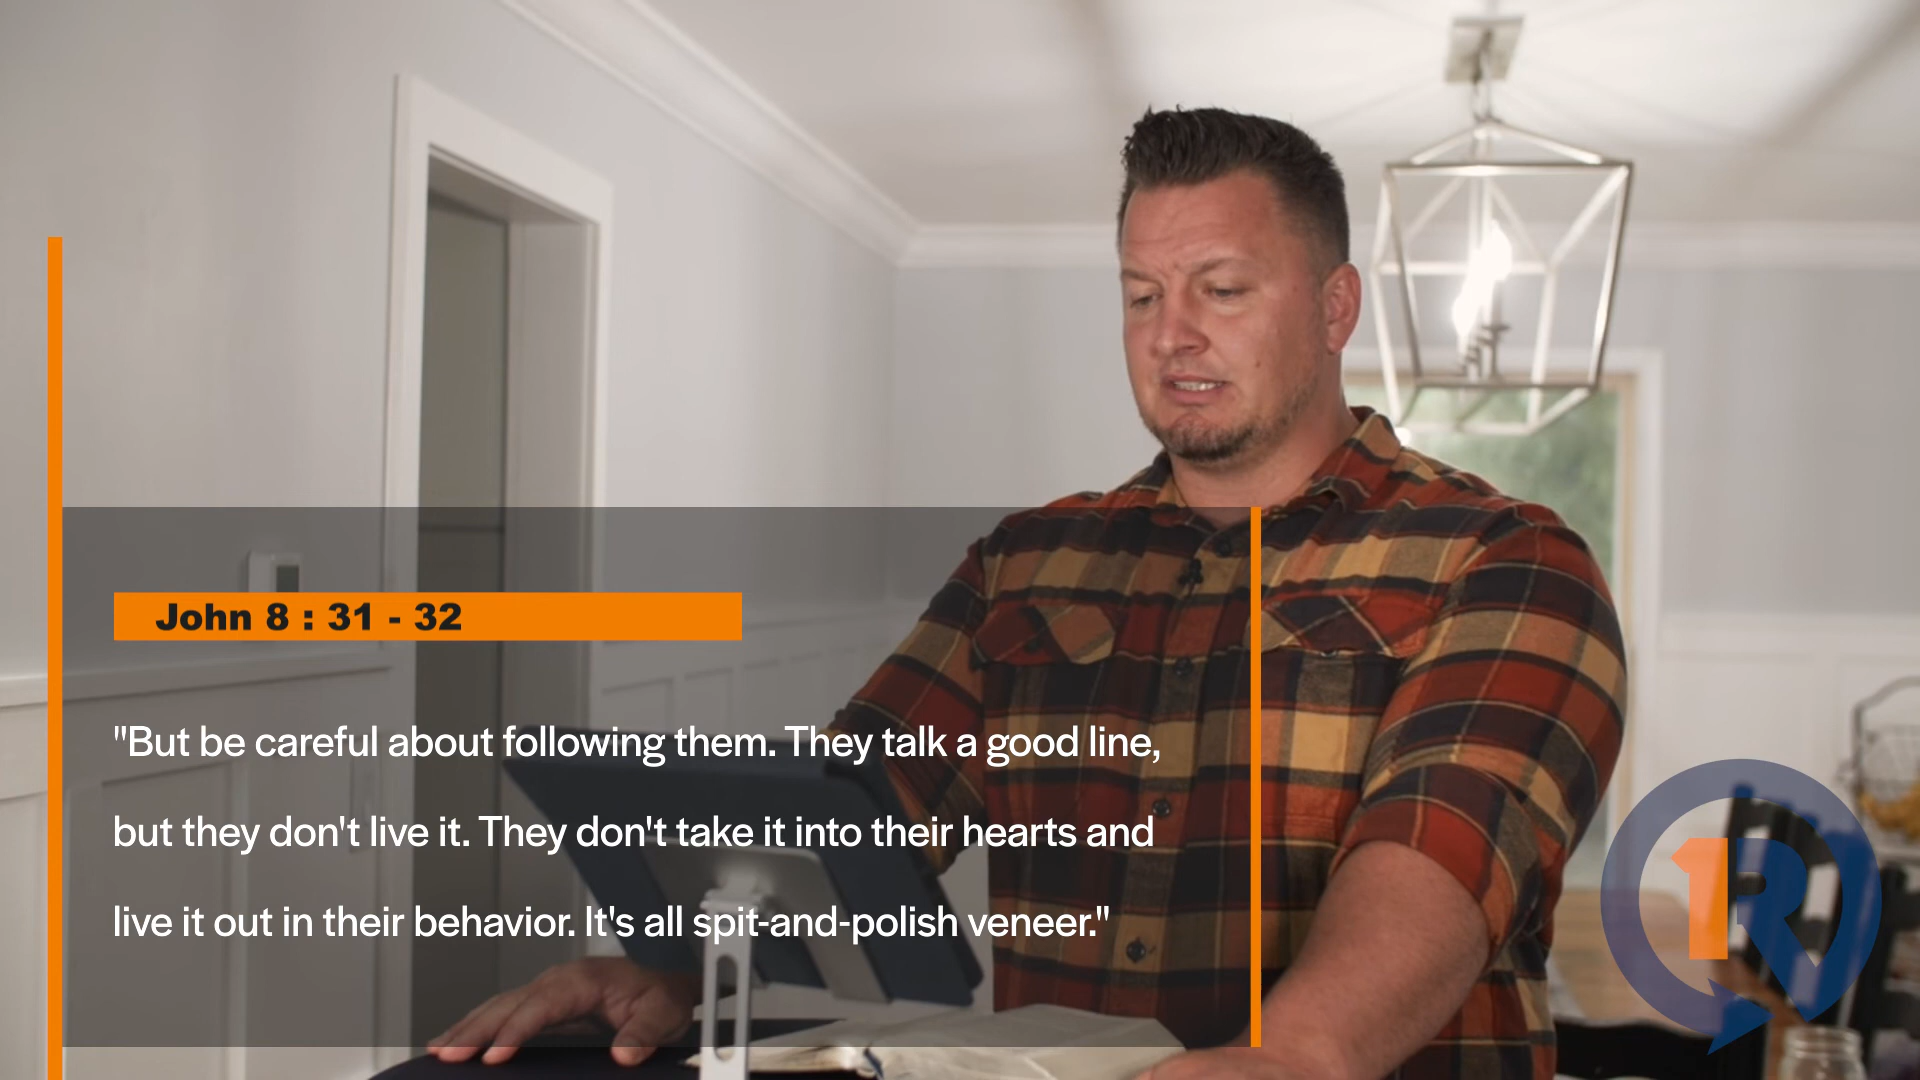 John 8 : 31 - 32
"But be careful about following them. They talk a good line,
but they don't live it. They don't take it into their hearts and
live it out in their behavior. It's all spit-and-polish veneer."
1R